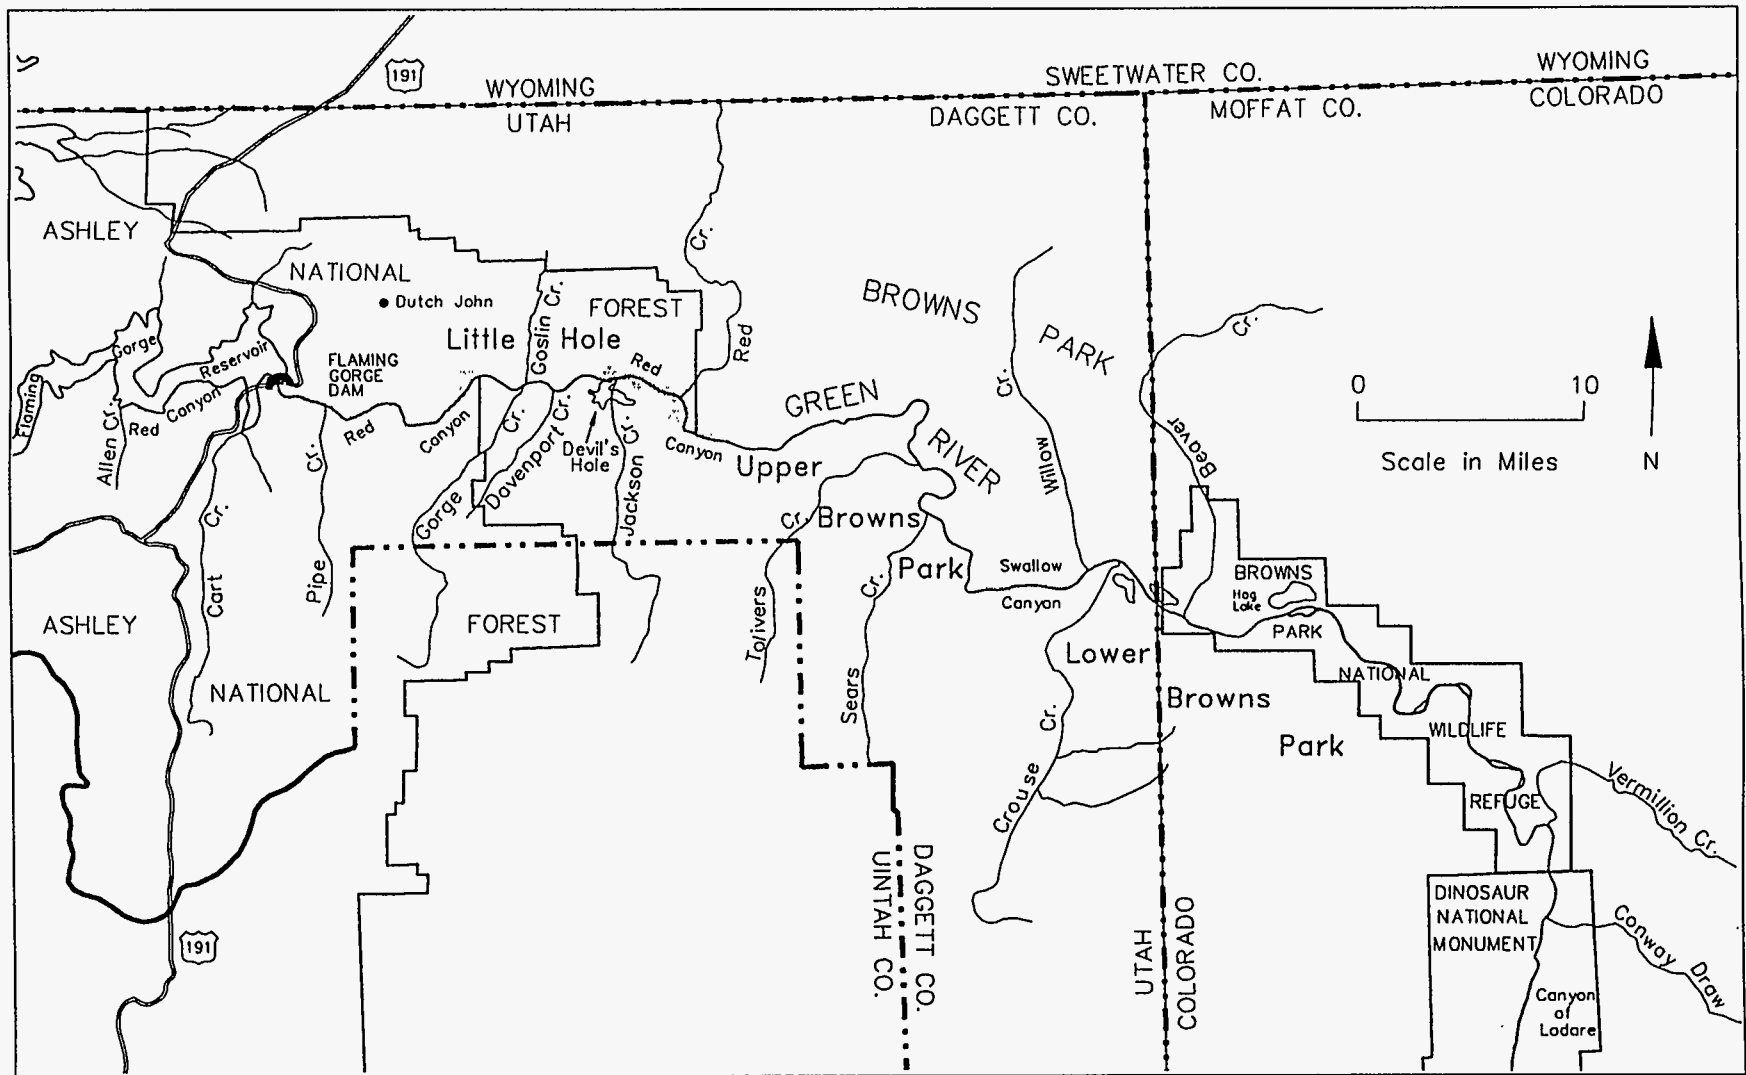 191
WYOMING
UTAH
SWEETWATER CO.
DAGGETT CO.
MOFFAT CO.
WYOMING
COLORADO
ASHLEY
NATIONAL
FOREST
Dutch John
Little Hole
Goslin Cr.
Red Cr.
BROWNS
PARK
Willow Cr.
Beaver Cr.
0 10
Scale in Miles
N
Flaming
Gorge
Reservoir
FLAMING
GORGE
DAM
Allen Cr.
Red Canyon
Red Canyon
Red Canyon
Cart Cr.
Pipe Cr.
Gorge Cr.
Davenport Cr.
Devil's
Hole
Jackson Cr.
GREEN
RIVER
Upper
Browns
Park
Tolivers Cr.
Sears Cr.
Swallow
Canyon
Crouse Cr.
Lower
Browns
Park
BROWNS
Hog
Lake
PARK
NATIONAL
WILDLIFE
REFUGE
Vermillion Cr.
ASHLEY
NATIONAL
FOREST
191
DAGGETT CO.
UINTAH CO.
UTAH
COLORADO
DINOSAUR
NATIONAL
MONUMENT
Canyon
of
Lodare
Conway Draw